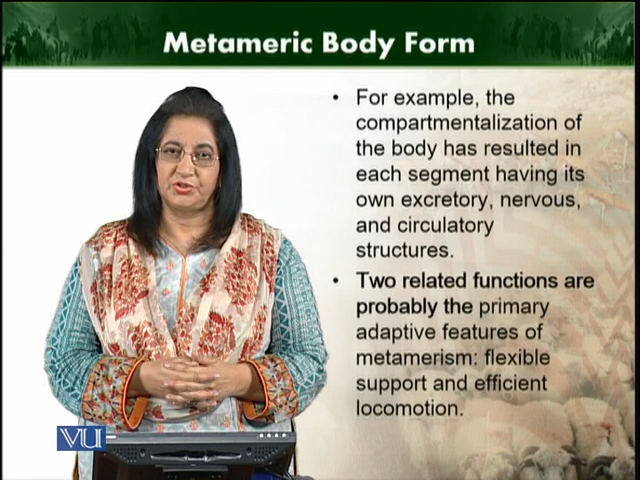 Metameric Body Form
• For example, the
compartmentalization of
the body has resulted in
each segment having its
own excretory, nervous,
and circulatory
structures.
• Two related functions are
probably the primary
adaptive features of
metamerism: flexible
support and efficient
locomotion.
VU